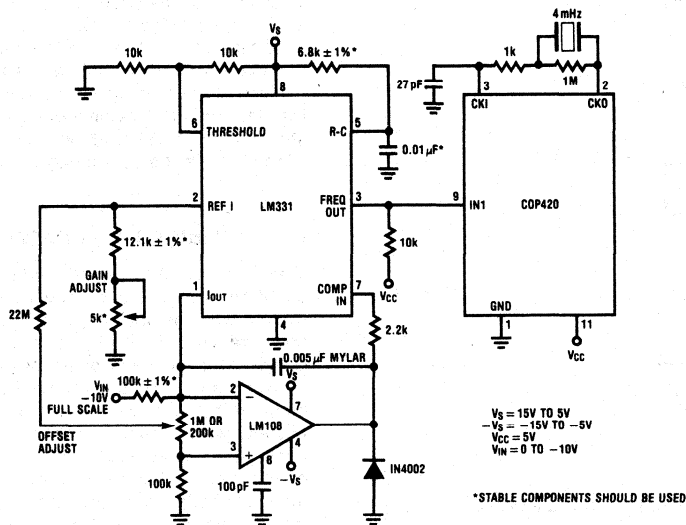 4 mHz
VS
10k
10k
6.8k ± 1%*
1k
1M
27 pF
8
3
2
CKI
CKO
6
THRESHOLD
R-C
5
0.01 µF*
2
REF I
LM331
FREQ
OUT
3
9
IN1
COP420
12.1k ± 1%*
10k
GAIN
ADJUST
1
IOUT
COMP
IN
7
VCC
22M
5k*
4
2.2k
GND
1
11
VCC
0.005 µF MYLAR
VIN
–10V
FULL SCALE
100k ± 1%*
VS
2
–
7
OFFSET
ADJUST
1M OR
200k
LM108
3
+
4
8
–VS
100k
100 pF
IN4002
VS = 15V TO 5V
–VS = –15V TO –5V
VCC = 5V
VIN = 0 TO –10V
*STABLE COMPONENTS SHOULD BE USED